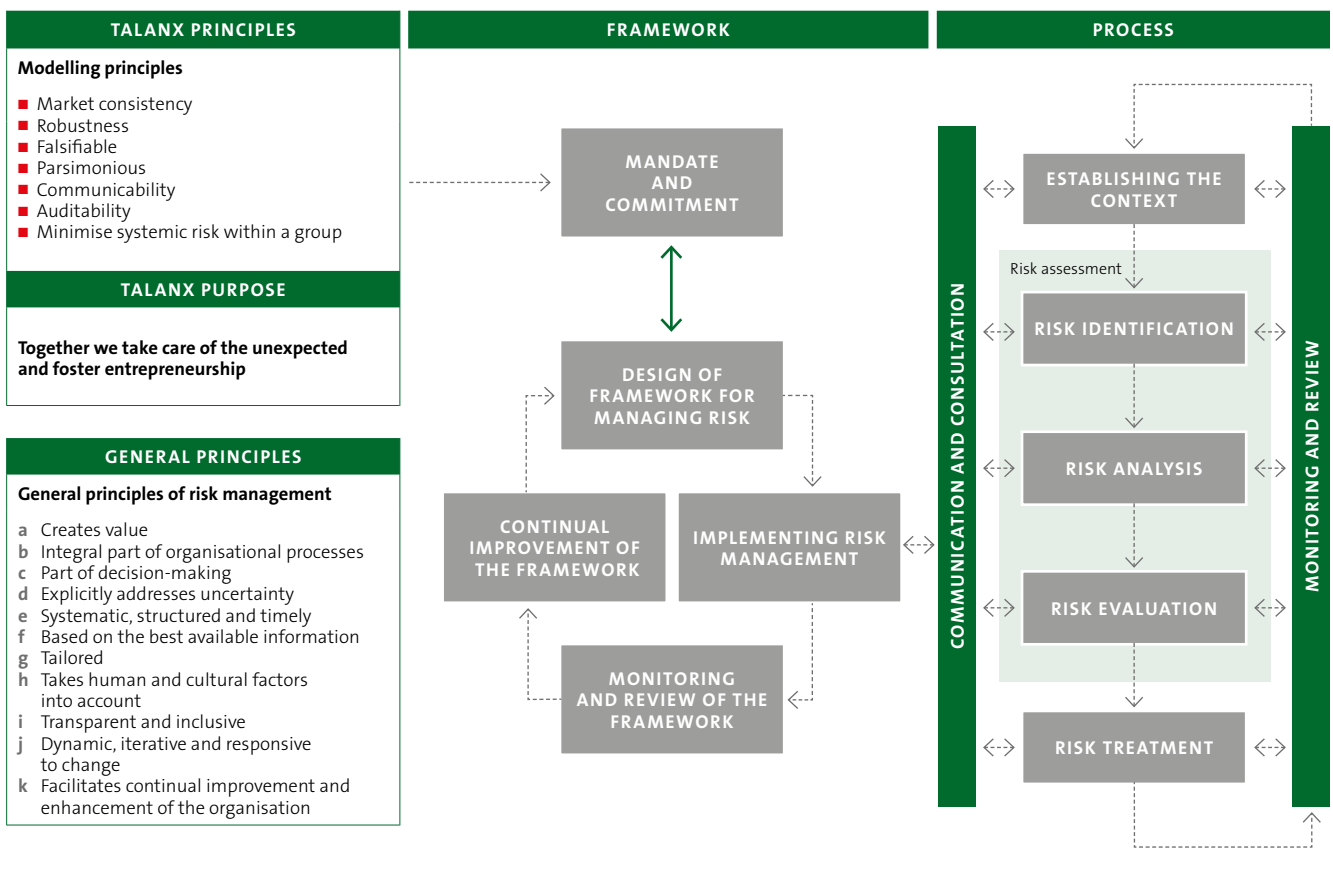 TALANX PRINCIPLES
Modelling principles
Market consistency
Robustness
Falsifiable
Parsimonious
Communicability
Auditability
Minimise systemic risk within a group
TALANX PURPOSE
Together we take care of the unexpected
and foster entrepreneurship
GENERAL PRINCIPLES
General principles of risk management
a Creates value
b Integral part of organisational processes
c Part of decision-making
d Explicitly addresses uncertainty
e Systematic, structured and timely
f Based on the best available information
g Tailored
h Takes human and cultural factors
into account
i Transparent and inclusive
j Dynamic, iterative and responsive
to change
k Facilitates continual improvement and
enhancement of the organisation
FRAMEWORK
MANDATE
AND
COMMITMENT
DESIGN OF
FRAMEWORK FOR
MANAGING RISK
CONTINUAL
IMPROVEMENT OF
THE FRAMEWORK
IMPLEMENTING RISK
MANAGEMENT
MONITORING
AND REVIEW OF THE
FRAMEWORK
PROCESS
COMMUNICATION AND CONSULTATION
ESTABLISHING THE
CONTEXT
Risk assessment
RISK IDENTIFICATION
RISK ANALYSIS
RISK EVALUATION
RISK TREATMENT
MONITORING AND REVIEW